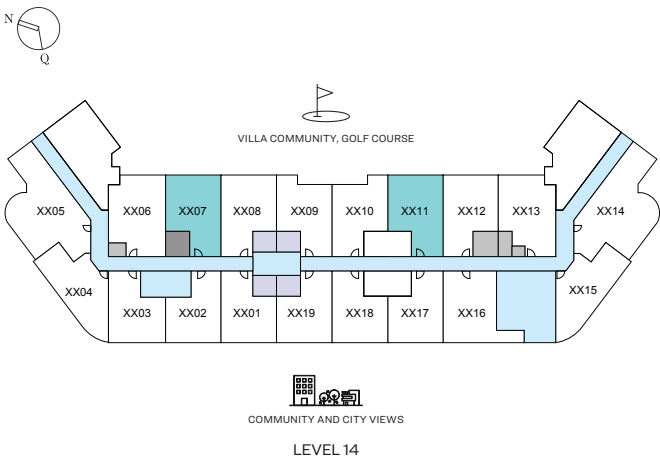 N
Q
VILLA COMMUNITY, GOLF COURSE
XX05
XX06
XX07
XX08
XX09
XX10
XX11
XX12
XX13
XX14
XX04
XX03
XX02
XX01
XX19
XX18
XX17
XX16
XX15
COMMUNITY AND CITY VIEWS
LEVEL 14